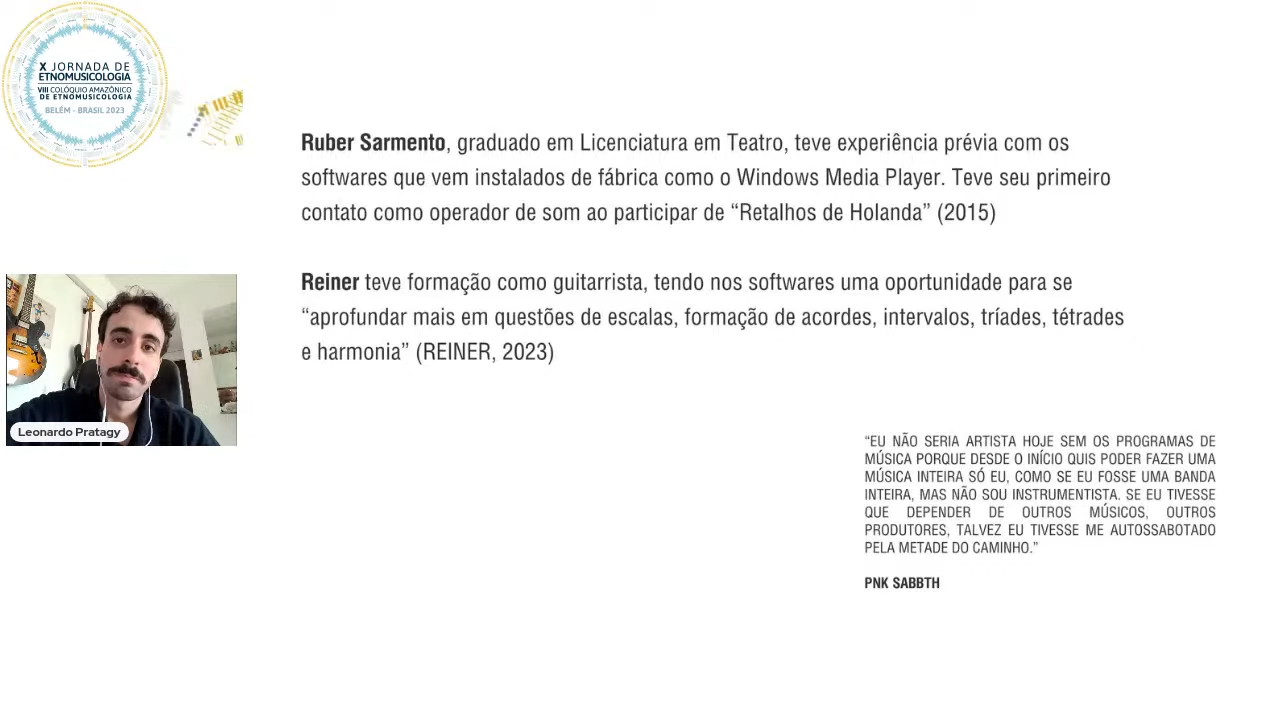 X JORNADA DE
ETNOMUSICOLOGIA
VIII COLÓQUIO AMAZÔNICO
DE ETNOMUSICOLOGIA
BELÉM - BRASIL 2023
Ruber Sarmento, graduado em Licenciatura em Teatro, teve experiência prévia com os
softwares que vem instalados de fábrica como o Windows Media Player. Teve seu primeiro
contato como operador de som ao participar de “Retalhos de Holanda” (2015)
Reiner teve formação como guitarrista, tendo nos softwares uma oportunidade para se
“aprofundar mais em questões de escalas, formação de acordes, intervalos, tríades, tétrades
e harmonia” (REINER, 2023)
Leonardo Pratagy
“EU NÃO SERIA ARTISTA HOJE SEM OS PROGRAMAS DE
MÚSICA PORQUE DESDE O INÍCIO QUIS PODER FAZER UMA
MÚSICA INTEIRA SÓ EU, COMO SE EU FOSSE UMA BANDA
INTEIRA, MAS NÃO SOU INSTRUMENTISTA. SE EU TIVESSE
QUE DEPENDER DE OUTROS MÚSICOS, OUTROS
PRODUTORES, TALVEZ EU TIVESSE ME AUTOSSABOTADO
PELA METADE DO CAMINHO.”
PNK SABBTH